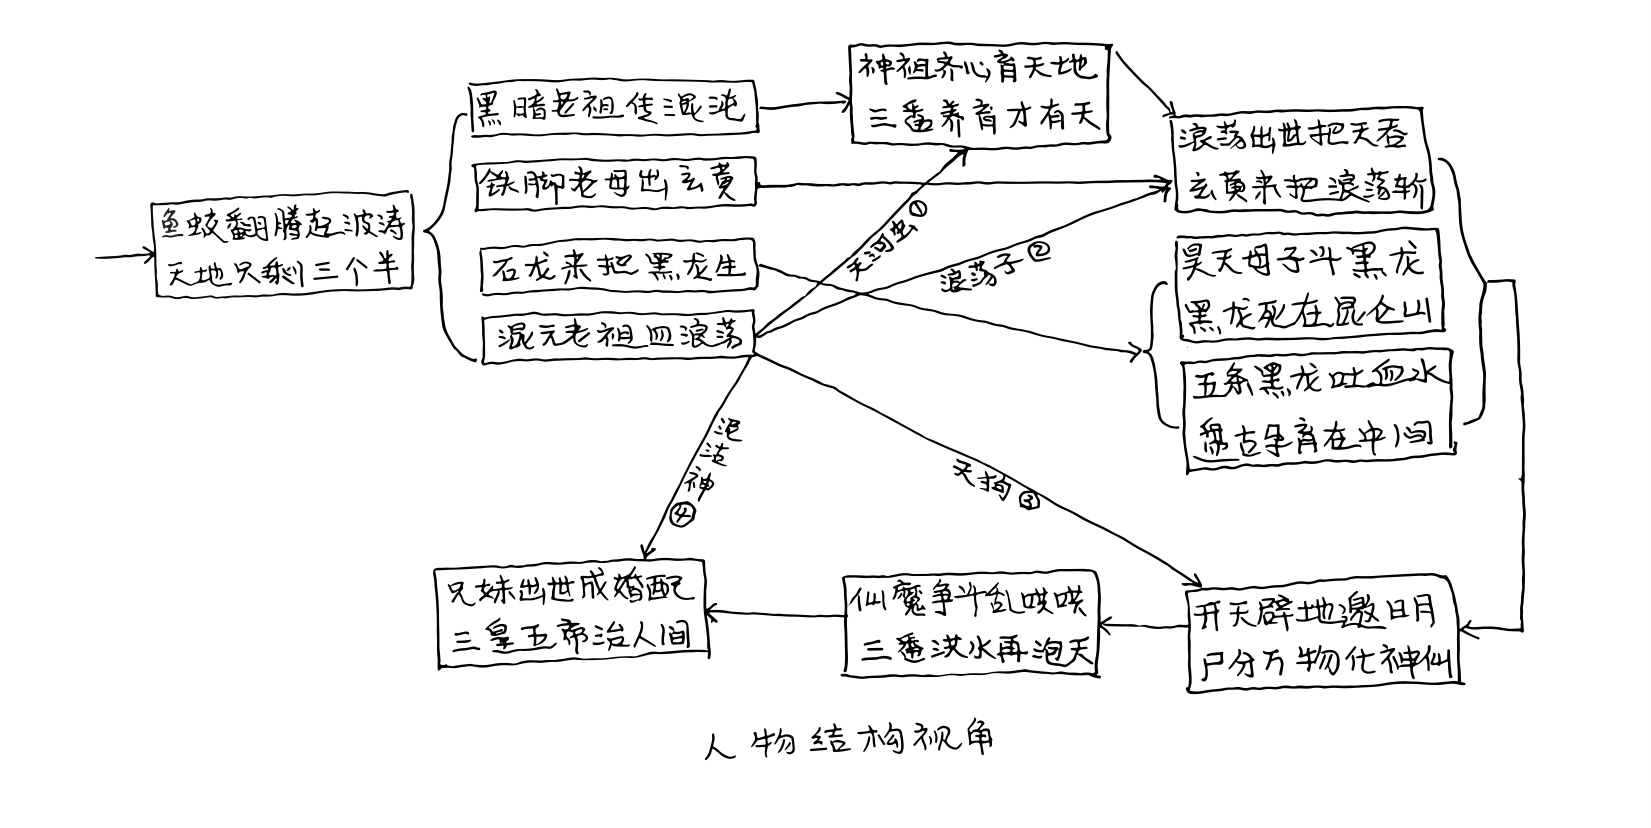 鱼蛟翻腾起波涛
天地只剩三个半
黑暗老祖传混沌
铁脚老母出玄黄
石龙来把黑龙生
混元老祖血浪荡
神祖齐心育天地
三番养育才有天
浪荡出世把天吞
玄黄来把浪荡斩
昊天母子斗黑龙
黑龙死在昆仑山
五条黑龙吐血水
盘古孕育在中间
天河虫①
浪荡子②
天狗③
泥沽神④
开天辟地邀日月
尸分万物化神仙
仙魔争斗乱哄哄
三番洪水再泡天
兄妹出世成婚配
三皇五帝治人间
人物结构视角